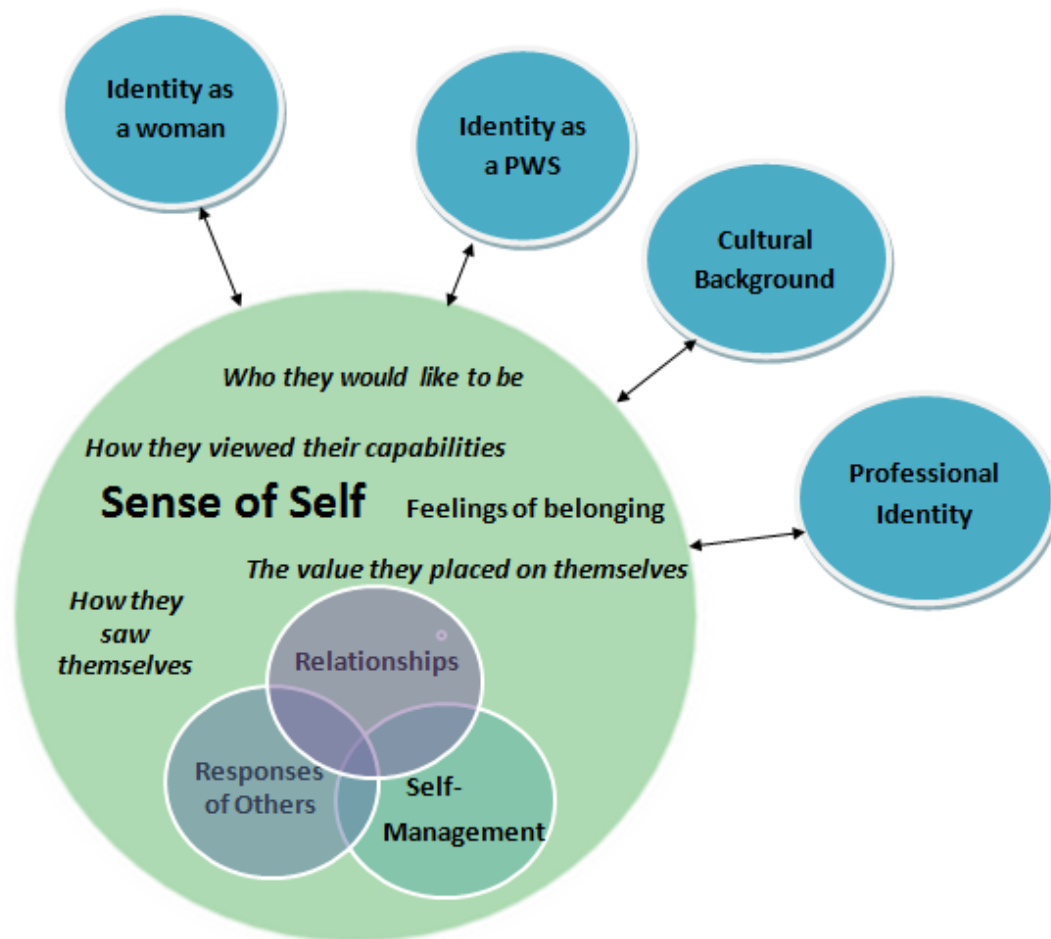 Identity as
a woman
Identity as
a PWS
Cultural
Background
Professional
Identity
Who they would like to be
How they viewed their capabilities
Sense of Self
Feelings of belonging
The value they placed on themselves
How they
saw
themselves
Relationships
Responses
of Others
Self-
Management